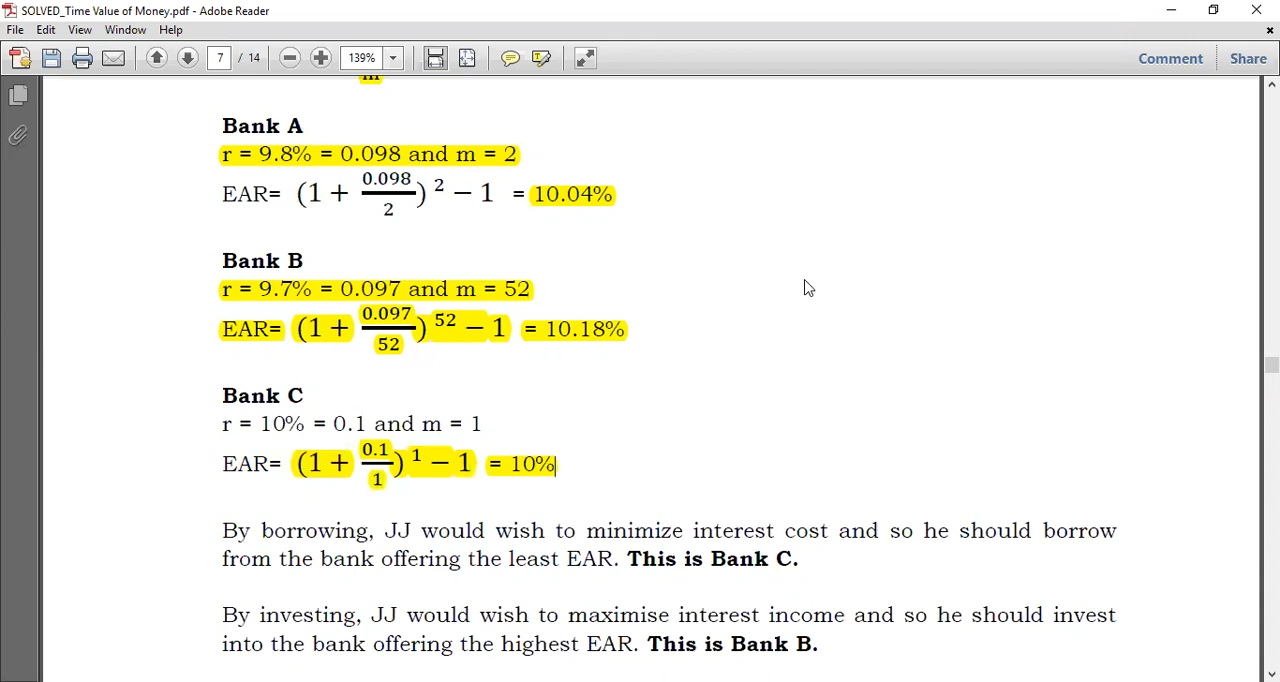 SOLVED_Time Value of Money.pdf - Adobe Reader
File Edit View Window Help
7 / 14 139% Comment Share
m
Bank A
r = 9.8% = 0.098 and m = 2
EAR= (1 + 0.098/2) ^2 − 1 = 10.04%
Bank B
r = 9.7% = 0.097 and m = 52
EAR= (1 + 0.097/52) ^52 − 1 = 10.18%
Bank C
r = 10% = 0.1 and m = 1
EAR= (1 + 0.1/1) ^1 − 1 = 10%
By borrowing, JJ would wish to minimize interest cost and so he should borrow
from the bank offering the least EAR. This is Bank C.
By investing, JJ would wish to maximise interest income and so he should invest
into the bank offering the highest EAR. This is Bank B.